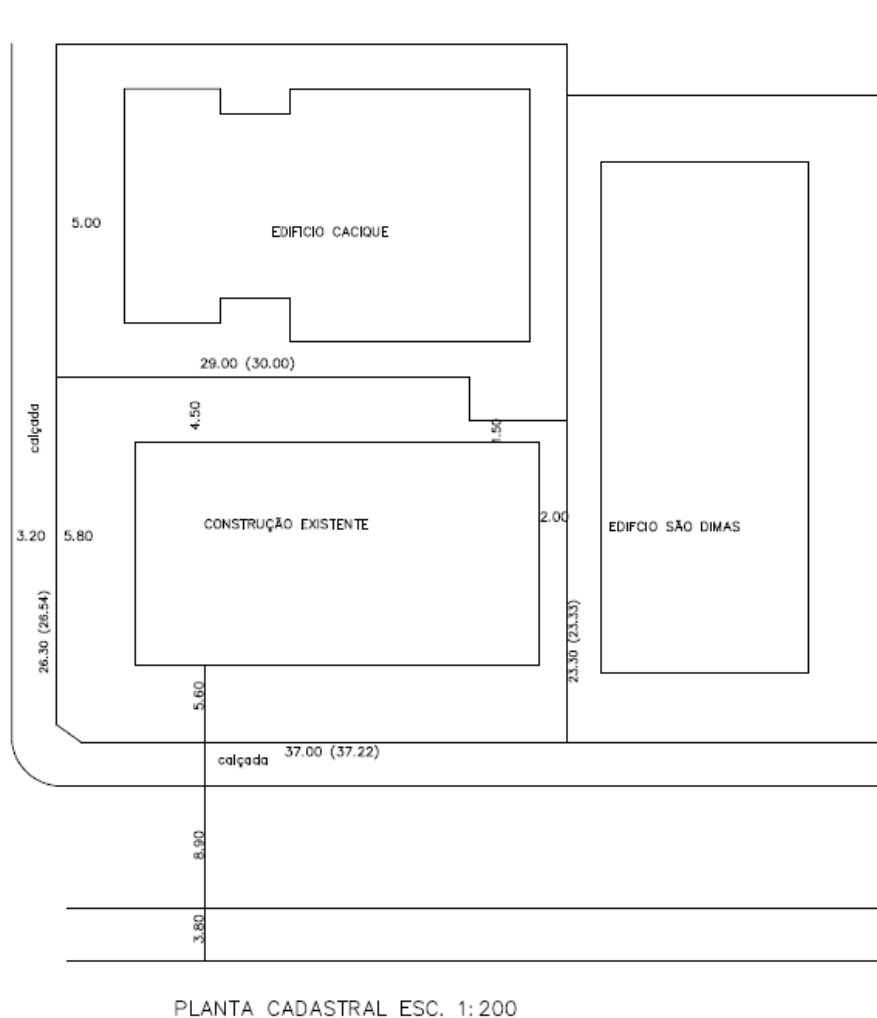 5.00
EDIFICIO CACIQUE
29.00 (30.00)
4.50
calçada
1.50
CONSTRUÇÃO EXISTENTE
2.00
EDIFCIO SÃO DIMAS
3.20
5.80
26.30 (26.54)
23.30 (23.33)
5.60
37.00 (37.22)
calçada
8.90
3.80
PLANTA CADASTRAL ESC. 1:200